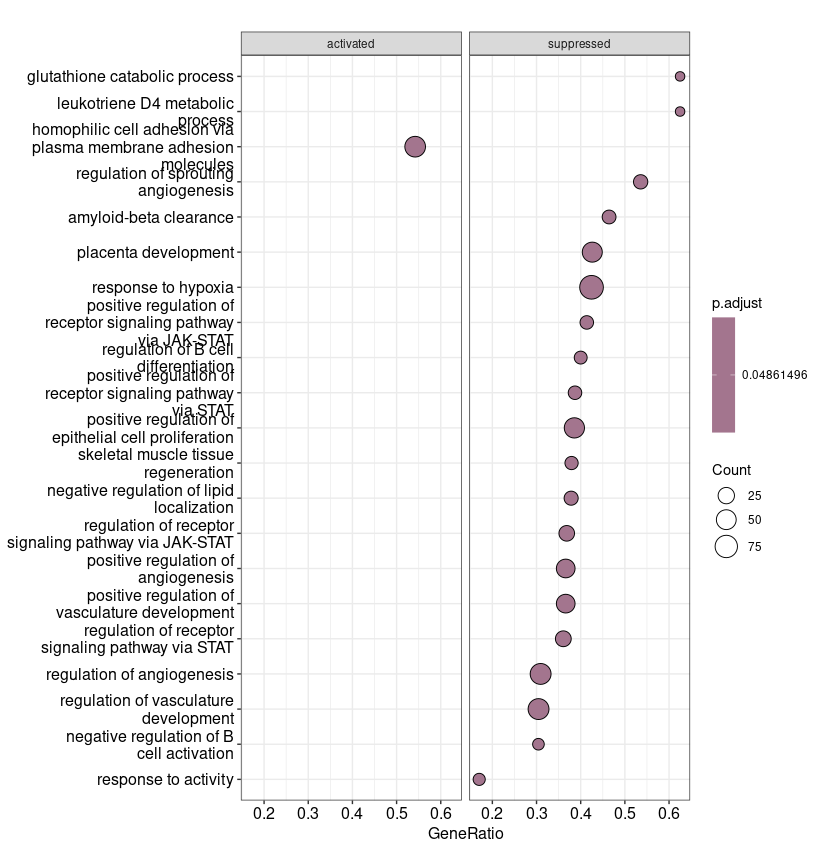 activated
suppressed
glutathione catabolic process
leukotriene D4 metabolic
process
homophilic cell adhesion via
plasma membrane adhesion
molecules
regulation of sprouting
angiogenesis
amyloid-beta clearance
placenta development
response to hypoxia
positive regulation of
receptor signaling pathway
via JAK-STAT
regulation of B cell
differentiation
positive regulation of
receptor signaling pathway
via STAT
positive regulation of
epithelial cell proliferation
skeletal muscle tissue
regeneration
negative regulation of lipid
localization
regulation of receptor
signaling pathway via JAK-STAT
positive regulation of
angiogenesis
positive regulation of
vasculature development
regulation of receptor
signaling pathway via STAT
regulation of angiogenesis
regulation of vasculature
development
negative regulation of B
cell activation
response to activity
0.2 0.3 0.4 0.5 0.6
0.2 0.3 0.4 0.5 0.6
GeneRatio
p.adjust
0.04861496
Count
25
50
75